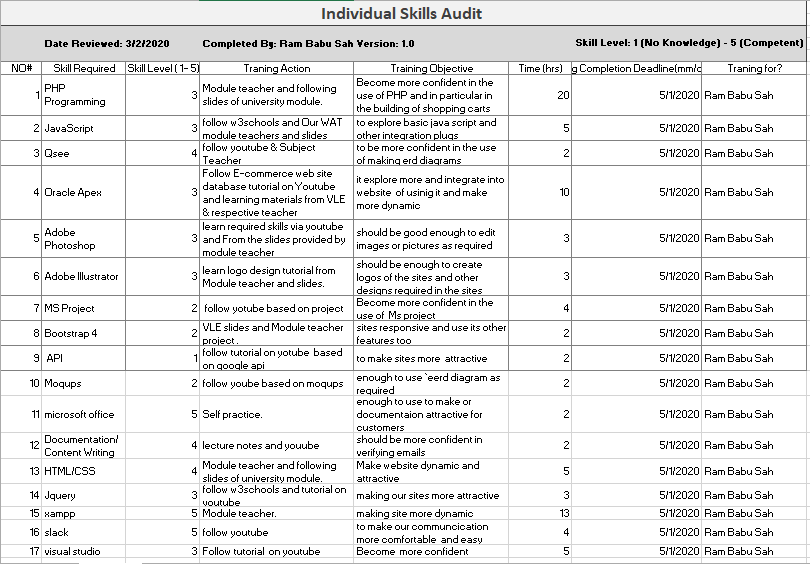 Individual Skills Audit
Date Reviewed: 3/2/2020 Completed By: Ram Babu Sah Version: 1.0 Skill Level: 1 (No Knowledge) - 5 (Competent)
NO# Skill Required Skill Level (1-5) Traning Action Training Objective Time (hrs) g Completion Deadline(mm/d Traning for?
1 PHP Programming 3 Module teacher and following slides of university module. Become more confident in the use of PHP and in particular in the building of shopping carts 20 5/1/2020 Ram Babu Sah
2 JavaScript 3 follow w3schools and Our WAT module teachers and slides to explore basic java script and other integration plugs 5 5/1/2020 Ram Babu Sah
3 Qsee 4 follow youtube & Subject Teacher to be more confident in the use of making erd diagrams 2 5/1/2020 Ram Babu Sah
4 Oracle Apex 3 Follow E-commerce web site database tutorial on Youtube and learning materials from VLE & respective teacher it explore more and integrate into website of usinig it and make more dynamic 10 5/1/2020 Ram Babu Sah
5 Adobe Photoshop 3 learn required skills via youtube and From the slides provided by module teacher should be good enough to edit images or pictures as required 3 5/1/2020 Ram Babu Sah
6 Adobe Illustrator 3 learn logo design tutorial from Module teacher and slides. should be enough to create logos of the sites and other designs required in the sites 3 5/1/2020 Ram Babu Sah
7 MS Project 2 follow yotube based on project Become more confident in the use of Ms project 4 5/1/2020 Ram Babu Sah
8 Bootstrap 4 2 VLE slides and Module teacher project . sites responsive and use its other features too 2 5/1/2020 Ram Babu Sah
9 API 1 follow tutorial on yotube based on google api to make sites more attractive 2 5/1/2020 Ram Babu Sah
10 Moqups 2 follow yoube based on moqups enough to use `eerd diagram as required 2 5/1/2020 Ram Babu Sah
11 microsoft office 5 Self practice. enough to use to make or documentaion attractive for customers 2 5/1/2020 Ram Babu Sah
12 Documentation/ Content Writing 4 lecture notes and youube should be more confident in verifying emails 2 5/1/2020 Ram Babu Sah
13 HTML/CSS 4 Module teacher and following slides of university module. Make website dynamic and attractive 5 5/1/2020 Ram Babu Sah
14 Jquery 3 follow w3schools and tutorial on youtube making our sites more attractive 3 5/1/2020 Ram Babu Sah
15 xampp 5 Module teacher. making site more dynamic 13 5/1/2020 Ram Babu Sah
16 slack 5 follow youtube to make our communcication more comfortable and easy 4 5/1/2020 Ram Babu Sah
17 visual studio 3 Follow tutorial on youtube Become more confident 5 5/1/2020 Ram Babu Sah